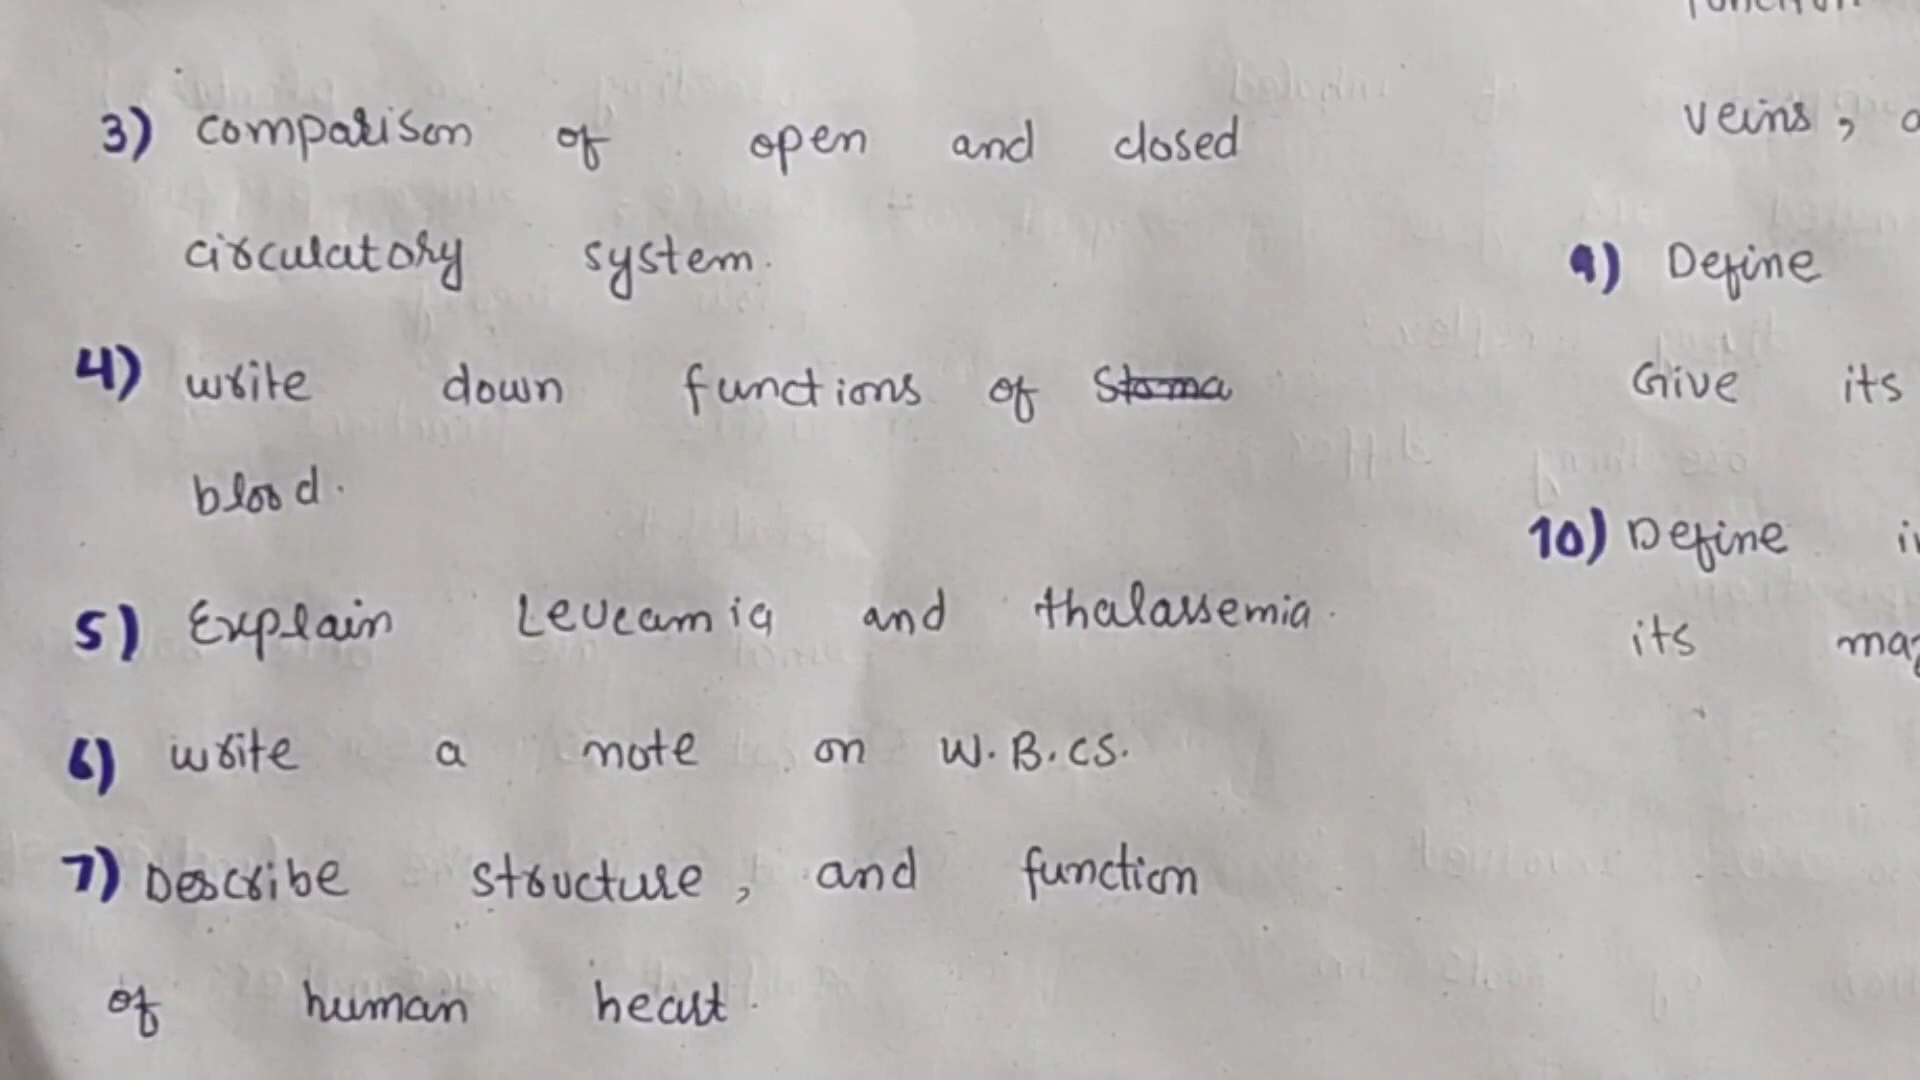 3) comparison of open and closed
circulatory system.
4) write down functions of
blood.
5) Explain Leucamia and thalassemia.
6) write a note on W.B.CS.
7) Describe structure, and function
of human heart.
veins,
9) Define
Give its
10) Define
its